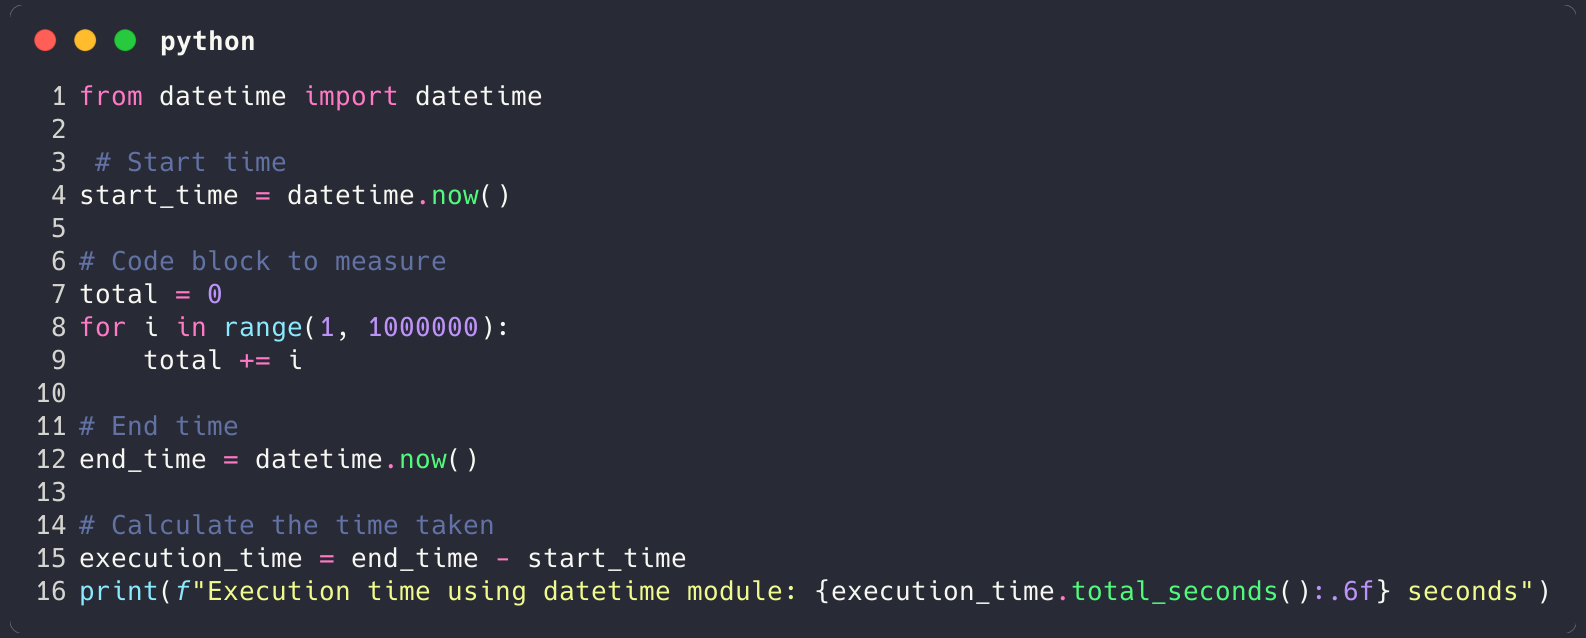 python
1 from datetime import datetime
2
3  # Start time
4 start_time = datetime.now()
5
6 # Code block to measure
7 total = 0
8 for i in range(1, 1000000):
9     total += i
10
11 # End time
12 end_time = datetime.now()
13
14 # Calculate the time taken
15 execution_time = end_time - start_time
16 print(f"Execution time using datetime module: {execution_time.total_seconds():.6f} seconds")